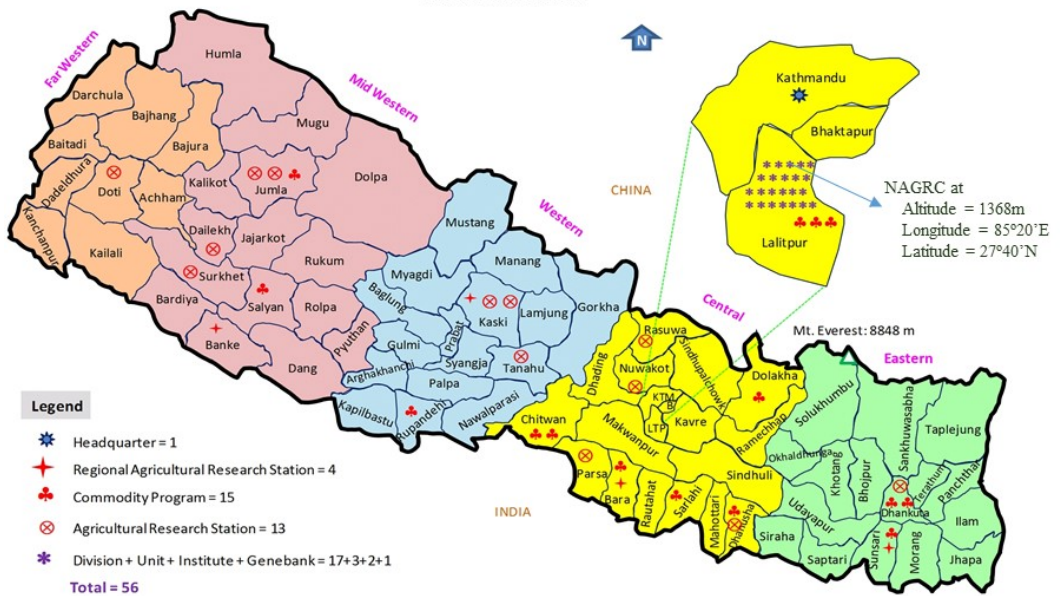 Far Western
Mid Western
Western
Central
Eastern
N
CHINA
INDIA
Humla
Darchula
Bajhang
Mugu
Baitadi
Bajura
Dadeldhura
Doti
Achham
Kalikot
Jumla
Dolpa
Kanchanpur
Kailali
Dailekh
Jajarkot
Surkhet
Rukum
Bardiya
Salyan
Rolpa
Banke
Pyuthan
Dang
Mustang
Manang
Myagdi
Baglung
Kaski
Lamjung
Gorkha
Prabat
Gulmi
Syangja
Tanahu
Arghakhanchi
Palpa
Kapilbastu
Rupandehi
Nawalparasi
Rasuwa
Nuwakot
Dhading
Sindhupalchowk
Dolakha
KTM
B
LTP
Kavre
Ramechhap
Chitwan
Makwanpur
Sindhuli
Parsa
Bara
Rautahat
Sarlahi
Mahottari
Dhanusha
Mt. Everest: 8848 m
Solukhumbu
Sankhuwasabha
Taplejung
Okhaldhunga
Khotang
Bhojpur
Terathum
Panchthar
Dhankuta
Udavapur
Ilam
Siraha
Saptari
Sunsari
Morang
Jhapa
Kathmandu
Bhaktapur
Lalitpur
NAGRC at
Altitude = 1368m
Longitude = 85º20’E
Latitude = 27º40’N
Legend
Headquarter = 1
Regional Agricultural Research Station = 4
Commodity Program = 15
Agricultural Research Station = 13
Division + Unit+ Institute + Genebank = 17+3+2+1
Total = 56